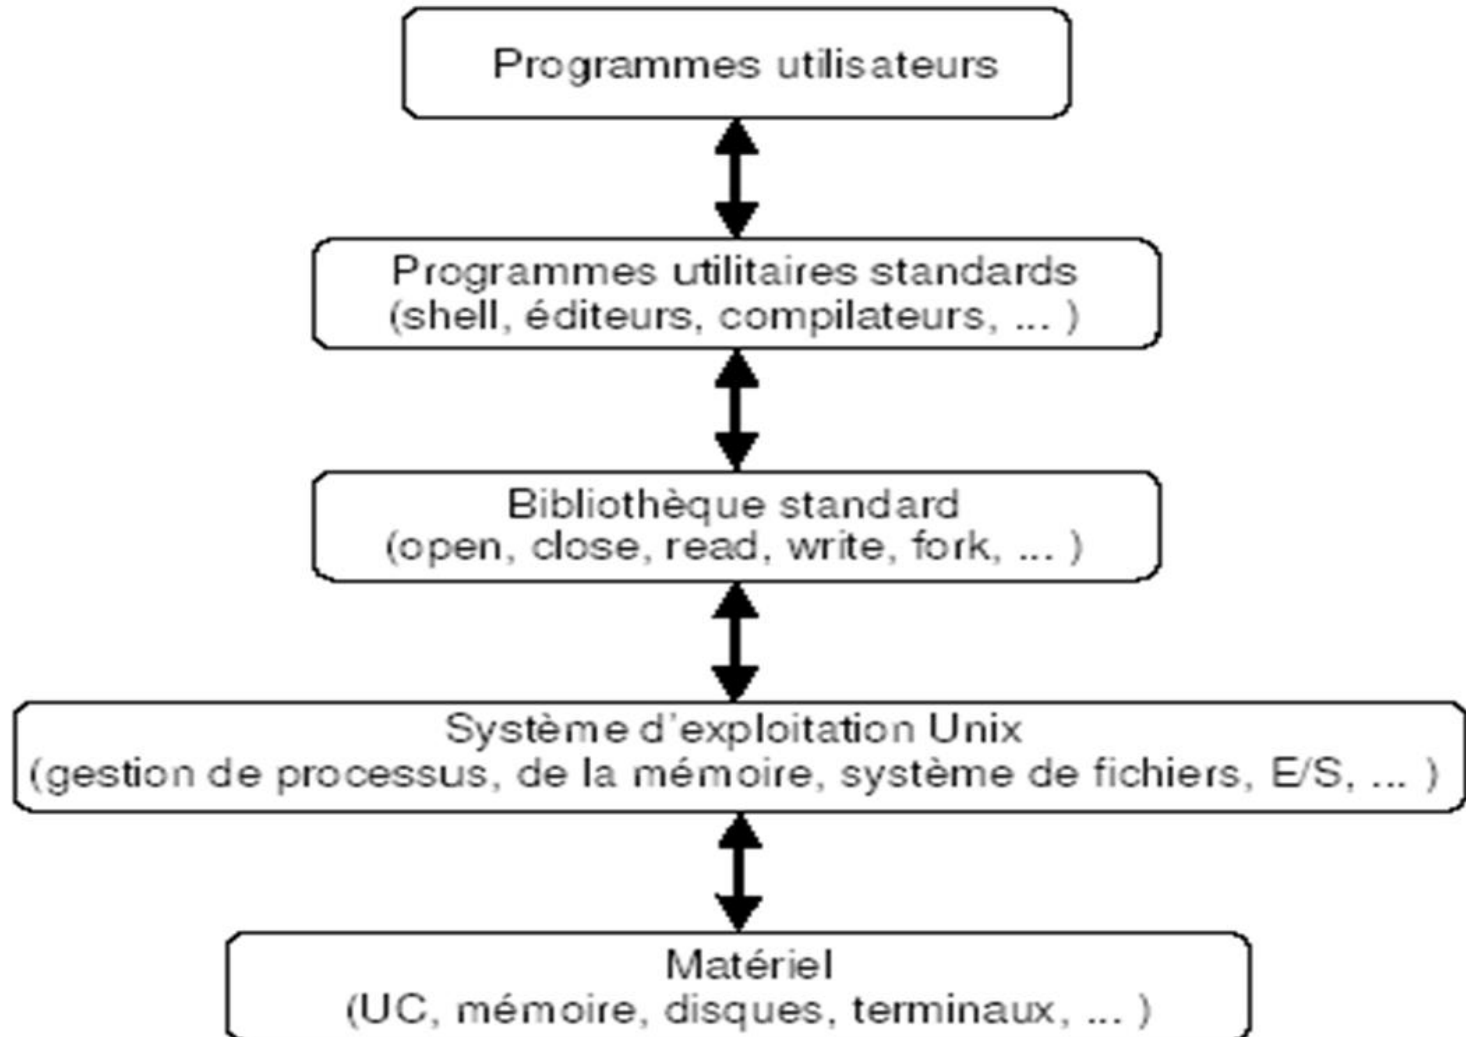 Programmes utilisateurs
Programmes utilitaires standards
(shell, éditeurs, compilateurs, ... )
Bibliothèque standard
(open, close, read, write, fork, ... )
Système d'exploitation Unix
(gestion de processus, de la mémoire, système de fichiers, E/S, ... )
Matériel
(UC, mémoire, disques, terminaux, ... )